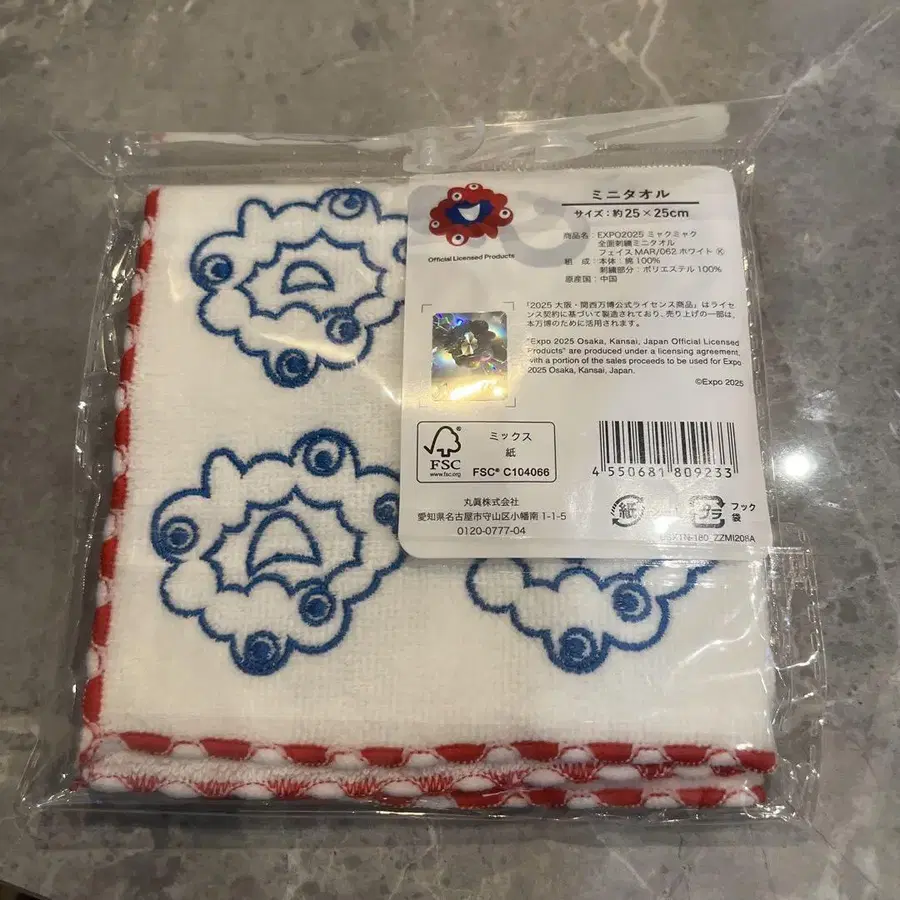 ミニタオル
サイズ：約25×25cm
Official Licensed Products
商品名：EXPO2025 ミャクミャク
全面刺繍ミニタオル
フェイス MAR/062 ホワイト Ⓚ
組　成：本体：綿 100%
刺繍部分：ポリエステル 100%
原産国：中国
「2025 大阪・関西万博公式ライセンス商品」はライセ
ンス契約に基づいて製造されており、売り上げの一部は、
本万博のために活用されます。
"Expo 2025 Osaka, Kansai, Japan Official Licensed
Products" are produced under a licensing agreement,
with a portion of the sales proceeds to be used for Expo
2025 Osaka, Kansai, Japan.
©Expo 2025
FSC
www.fsc.org
ミックス
紙
FSC® C104066
4 550681 809233
丸眞株式会社
愛知県名古屋市守山区小幡南 1-1-5
0120-0777-04
紙
プラ
フック
袋